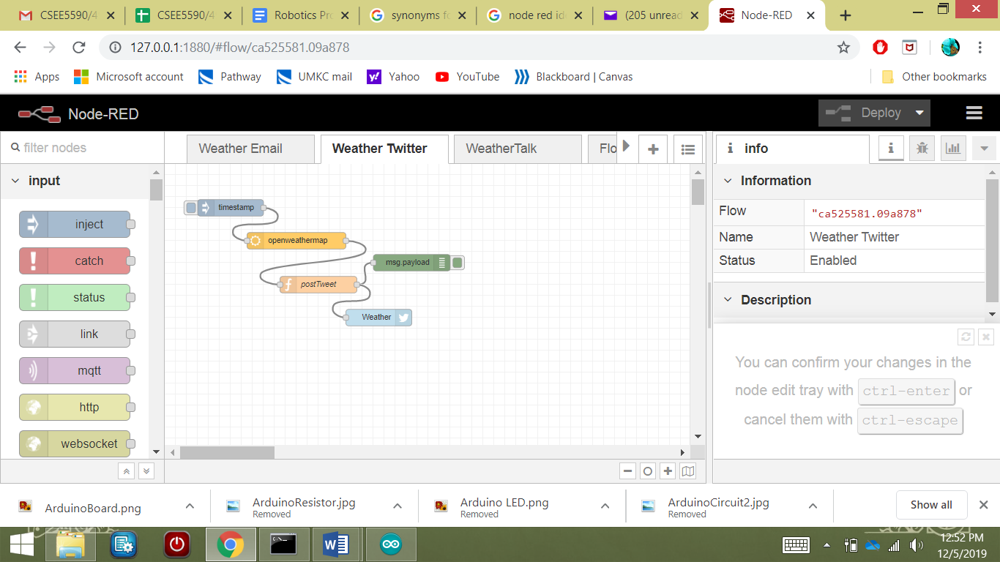 CSEE5590/4
CSEE5590/4
Robotics Pro
synonyms fo
node red ide
(205 unread
Node-RED
127.0.0.1:1880/#flow/ca525581.09a878
Apps
Microsoft account
Pathway
UMKC mail
Yahoo
YouTube
Blackboard | Canvas
Other bookmarks
Node-RED
Deploy
filter nodes
Weather Email
Weather Twitter
WeatherTalk
Flo
info
input
Information
timestamp
Flow
"ca525581.09a878"
inject
openweathermap
Name
Weather Twitter
catch
msg.payload
Status
Enabled
postTweet
status
Description
Weather
link
mqtt
You can confirm your changes in the
node edit tray with ctrl-enter or
cancel them with ctrl-escape
http
websocket
ArduinoBoard.png
ArduinoResistor.jpg
Removed
Arduino LED.png
Removed
ArduinoCircuit2.jpg
Removed
Show all
12:52 PM
12/5/2019